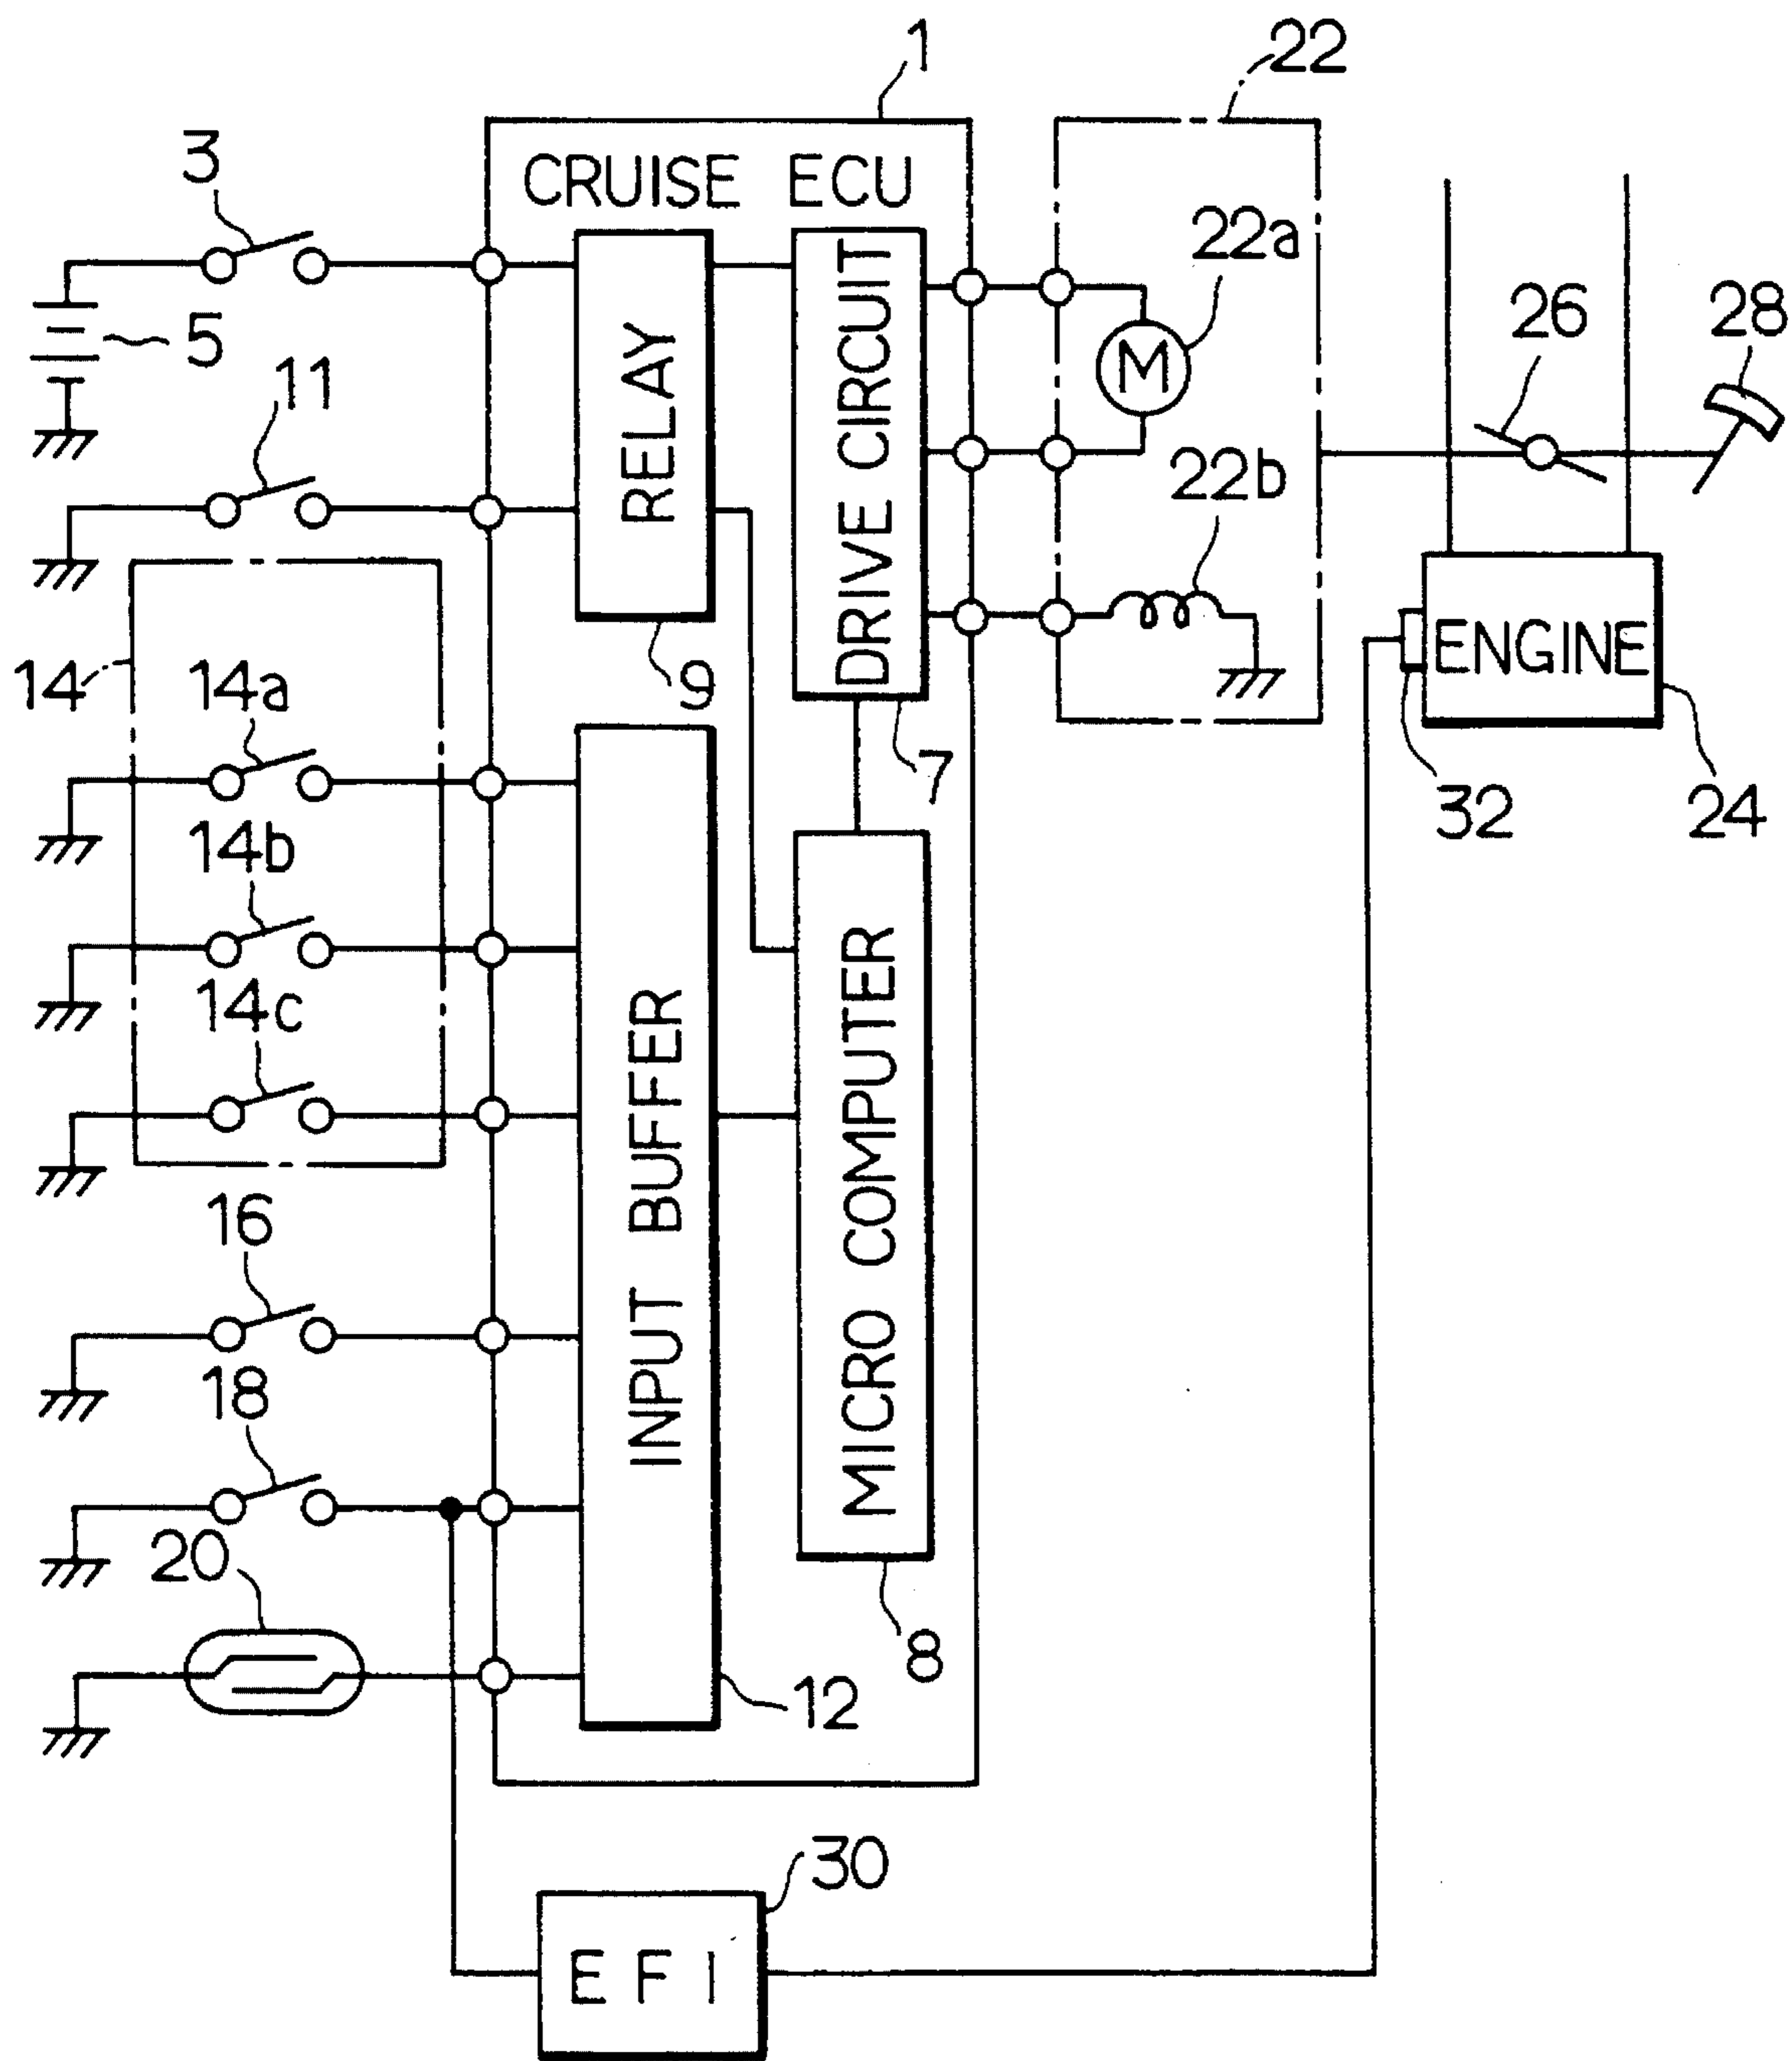 1
22
3
CRUISE ECU
22a
5
11
RELAY
DRIVE CIRCUIT
M
26
28
22b
14
14a
9
7
ENGINE
32
24
14b
14c
INPUT BUFFER
MICRO COMPUTER
16
18
20
8
12
30
E F I